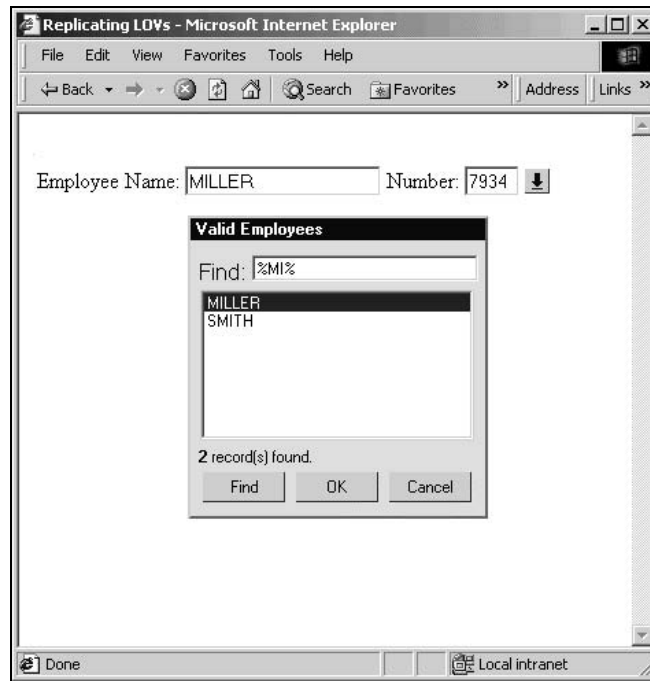 Replicating LOVs - Microsoft Internet Explorer
File Edit View Favorites Tools Help
Back Search Favorites » Address Links »
Employee Name: MILLER Number: 7934
Valid Employees
Find: %MI%
MILLER
SMITH
2 record(s) found.
Find OK Cancel
Done Local intranet